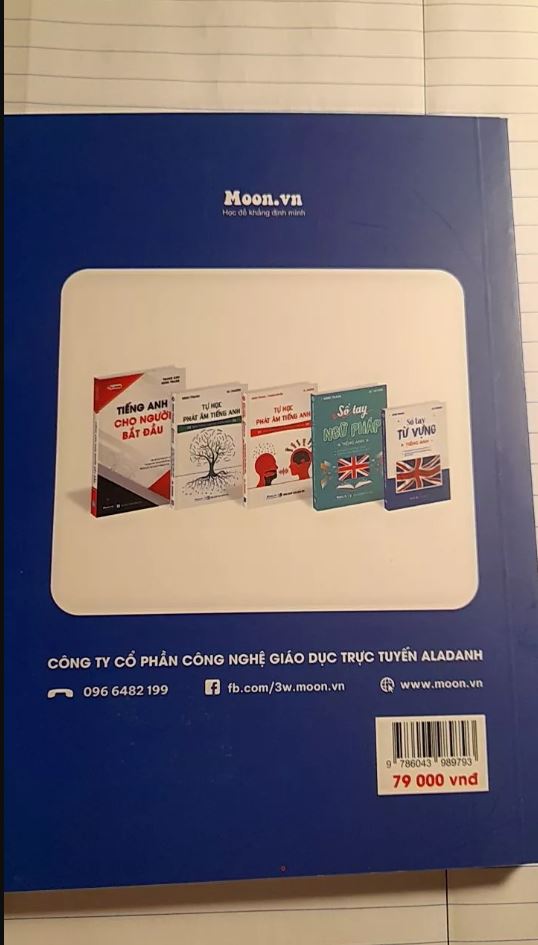 Moon.vn
Học để khẳng định mình
TIẾNG ANH
CHO NGƯỜI
BẮT ĐẦU
TỰ HỌC
PHÁT ÂM TIẾNG ANH
TỰ HỌC
PHÁT ÂM TIẾNG ANH
Sổ tay
NGỮ PHÁP
TIẾNG ANH
Sổ tay
TỪ VỰNG
TIẾNG ANH
CÔNG TY CỔ PHẦN CÔNG NGHỆ GIÁO DỤC TRỰC TUYẾN ALADANH
096 6482 199
fb.com/3w.moon.vn
www.moon.vn
9 786043 989793
79 000 vnđ